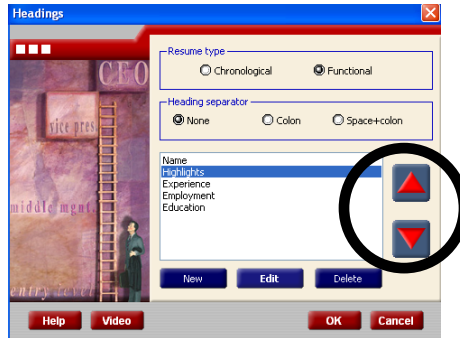 Headings
Resume type
Chronological Functional
Heading separator
None Colon Space+colon
CEO
vice pres.
middle mgnt.
entry level
Name
Highlights
Experience
Employment
Education
New Edit Delete
Help Video OK Cancel